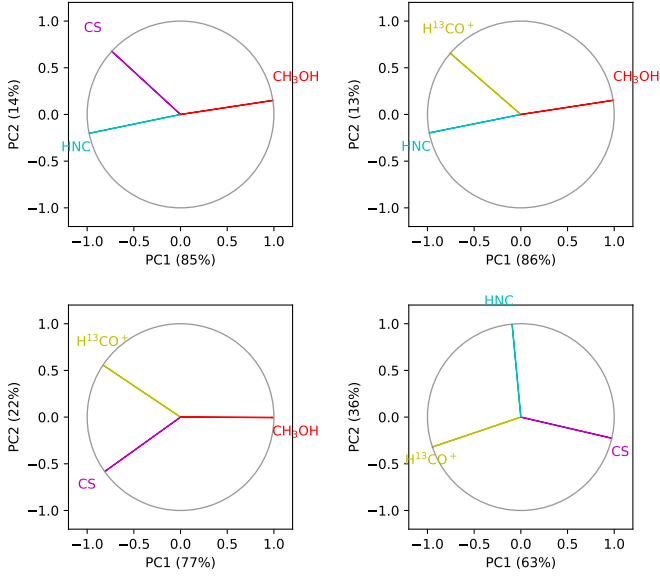 CS
CH₃OH
HNC
PC2 (14%)
1.0
0.5
0.0
−0.5
−1.0
−1.0 −0.5 0.0 0.5 1.0
PC1 (85%)
H¹³CO⁺
CH₃OH
HNC
PC2 (13%)
1.0
0.5
0.0
−0.5
−1.0
−1.0 −0.5 0.0 0.5 1.0
PC1 (86%)
H¹³CO⁺
CH₃OH
CS
PC2 (22%)
1.0
0.5
0.0
−0.5
−1.0
−1.0 −0.5 0.0 0.5 1.0
PC1 (77%)
HNC
H¹³CO⁺
CS
PC2 (36%)
1.0
0.5
0.0
−0.5
−1.0
−1.0 −0.5 0.0 0.5 1.0
PC1 (63%)